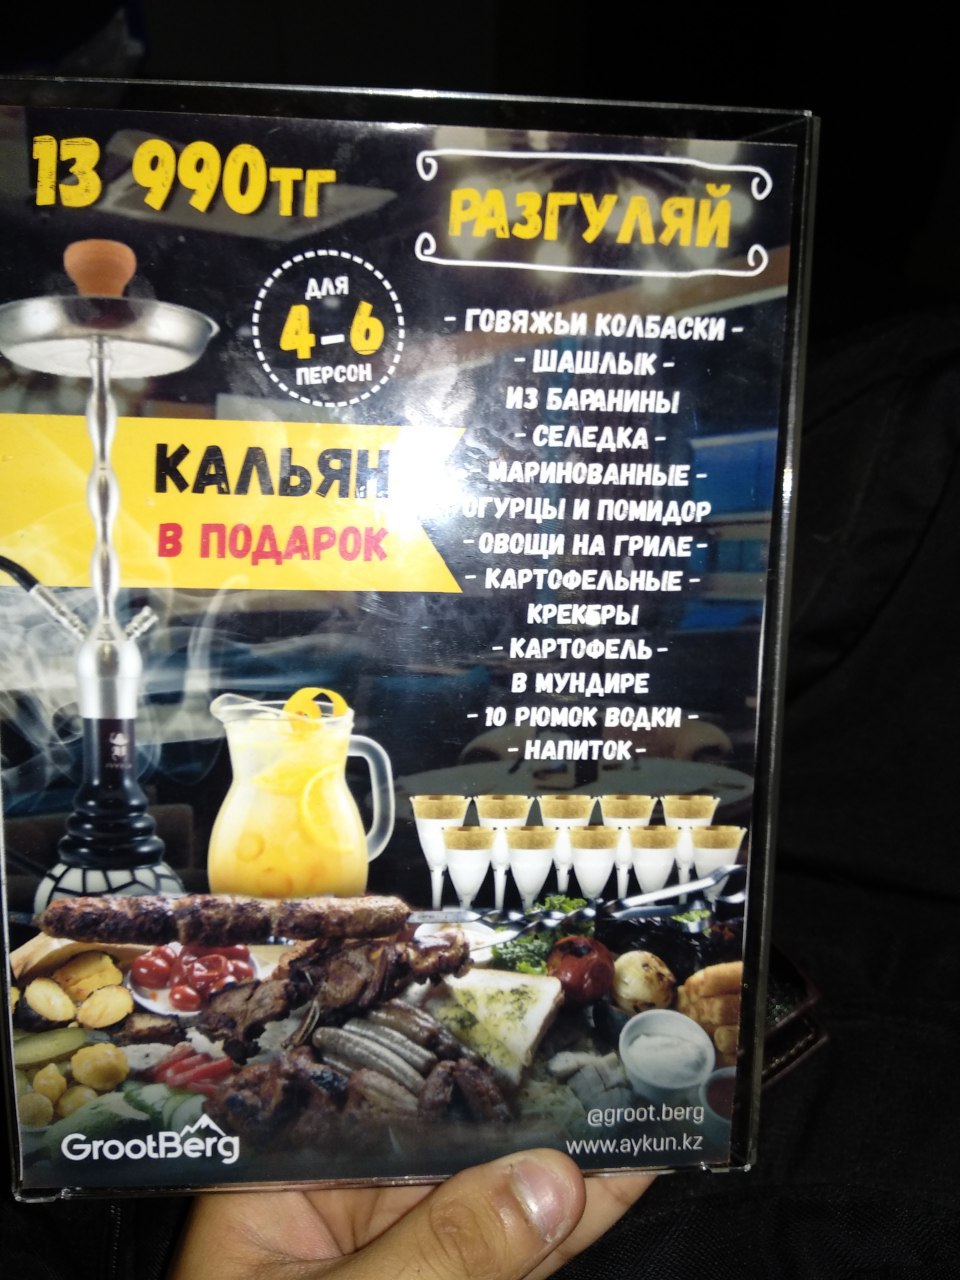 13 990ТГ
РАЗГУЛЯЙ
ДЛЯ
4-6
ПЕРСОН
КАЛЬЯН
В ПОДАРОК
- ГОВЯЖЬИ КОЛБАСКИ -
- ШАШЛЫК -
ИЗ БАРАНИНЫ
- СЕЛЕДКА -
- МАРИНОВАННЫЕ -
ОГУРЦЫ И ПОМИДОР
- ОВОЩИ НА ГРИЛЕ -
- КАРТОФЕЛЬНЫЕ -
КРЕКЕРЫ
- КАРТОФЕЛЬ -
В МУНДИРЕ
- 10 РЮМОК ВОДКИ -
- НАПИТОК -
GrootBerg
@groot.berg
www.aykun.kz